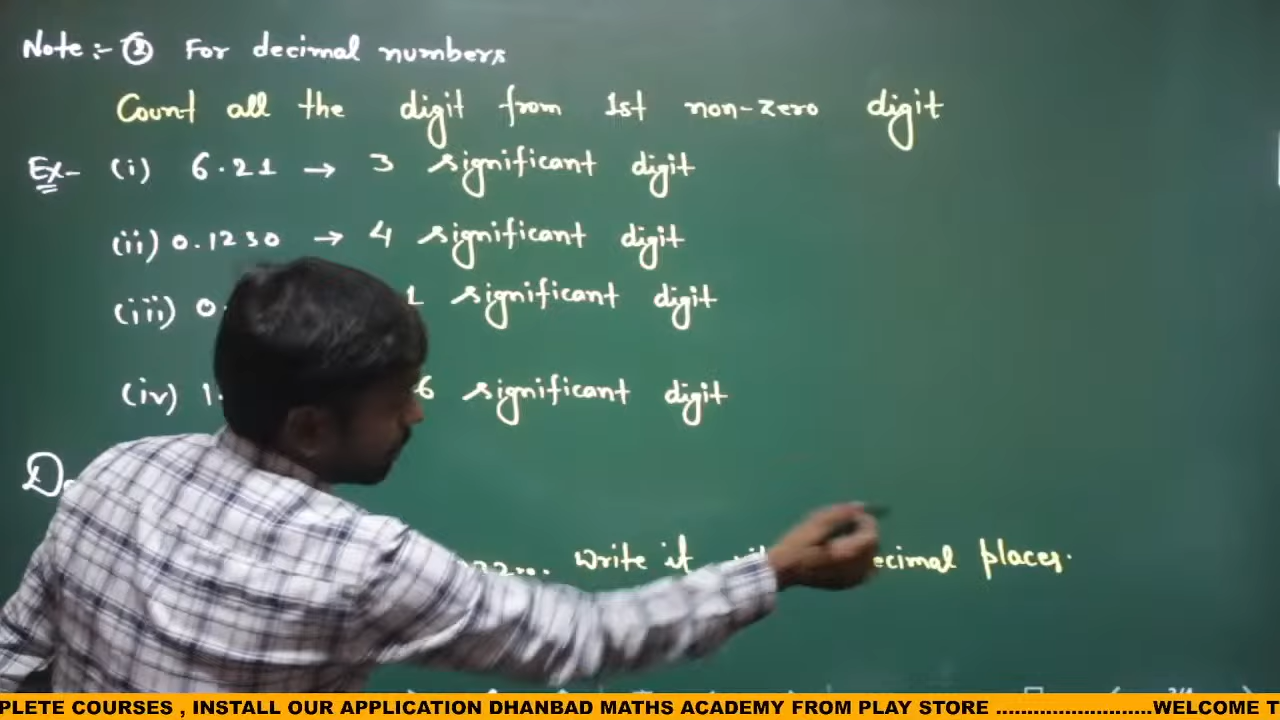 Note :- ② For decimal numbers
Count all the digit from 1st non-zero digit
Ex- (i) 6.21 → 3 significant digit
(ii) 0.1230 → 4 significant digit
(iii) 0. 1 significant digit
(iv) 1. 6 significant digit
Write it decimal places.
PLETE COURSES , INSTALL OUR APPLICATION DHANBAD MATHS ACADEMY FROM PLAY STORE ..........................WELCOME T